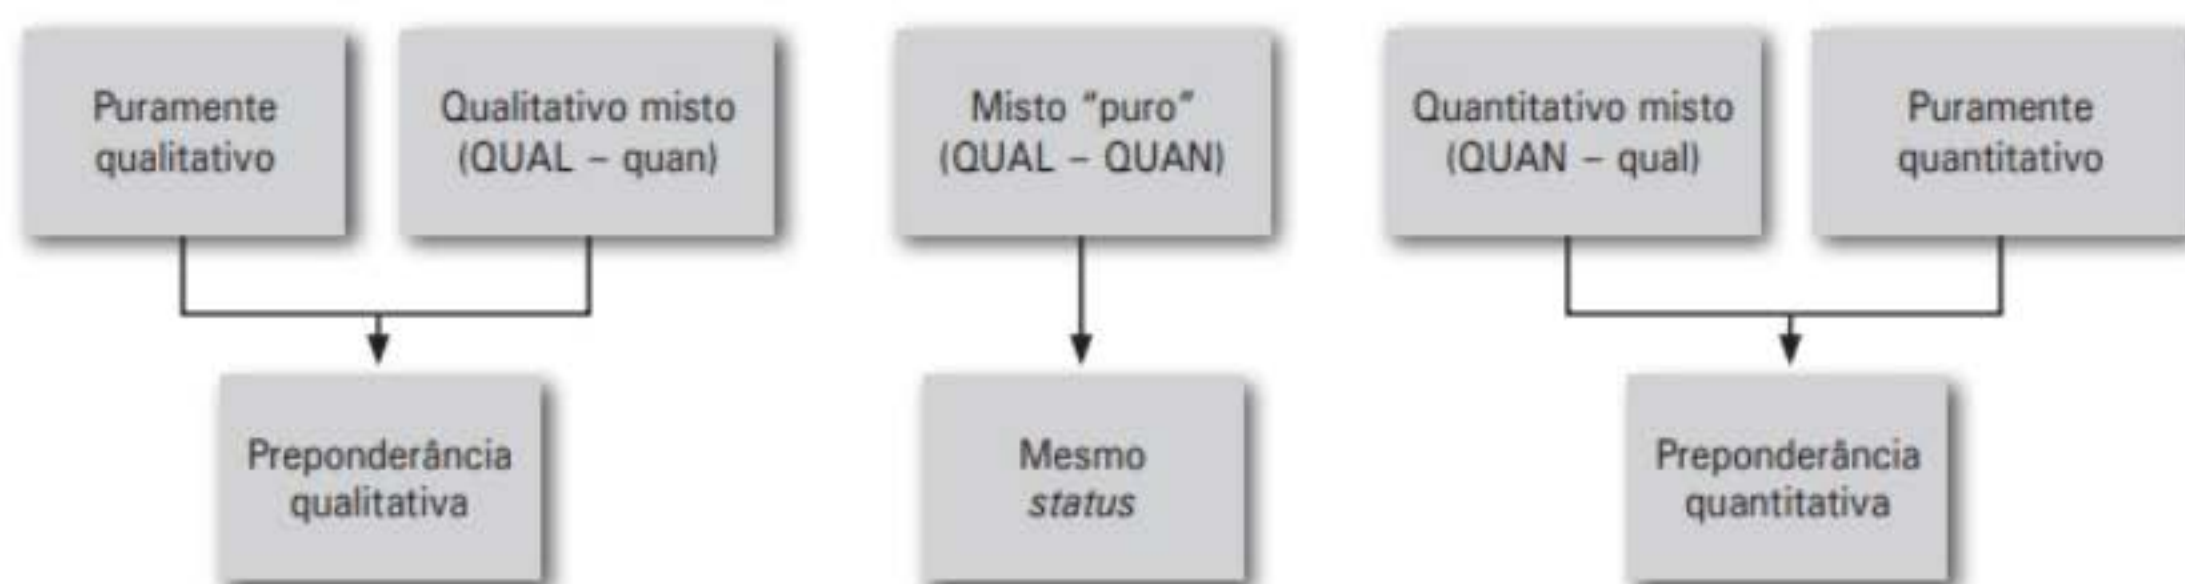 Puramente
qualitativo
Qualitativo misto
(QUAL – quan)
Misto “puro”
(QUAL – QUAN)
Quantitativo misto
(QUAN – qual)
Puramente
quantitativo
Preponderância
qualitativa
Mesmo
status
Preponderância
quantitativa